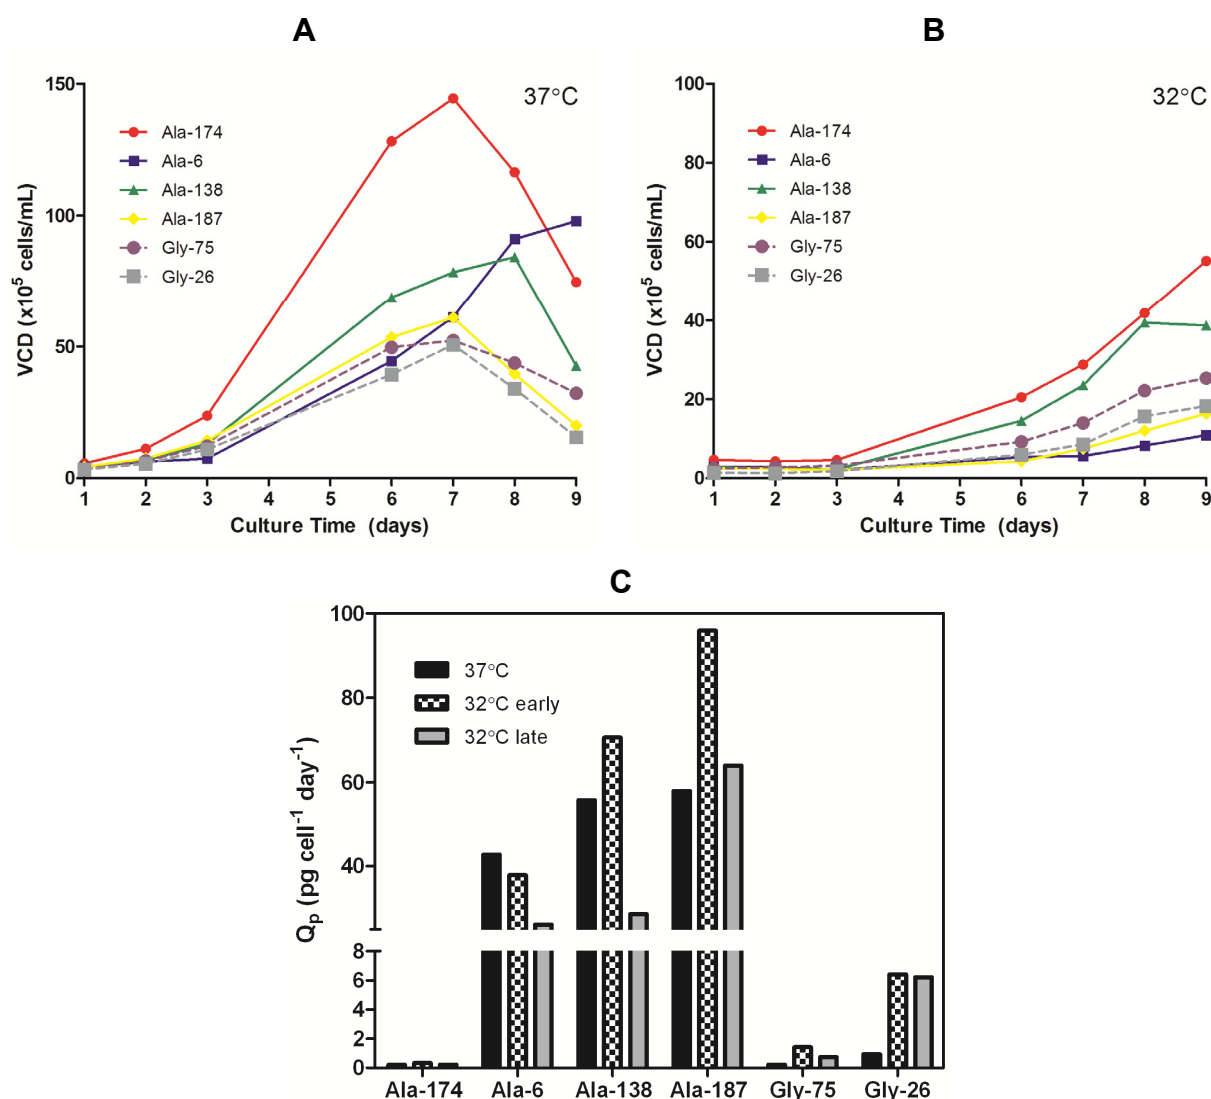 A
B
150
100
50
0
37°C
Ala-174
Ala-6
Ala-138
Ala-187
Gly-75
Gly-26
VCD (x10⁵ cells/mL)
1 2 3 4 5 6 7 8 9
Culture Time (days)
100
80
60
40
20
0
32°C
Ala-174
Ala-6
Ala-138
Ala-187
Gly-75
Gly-26
VCD (x10⁵ cells/mL)
1 2 3 4 5 6 7 8 9
Culture Time (days)
C
100
80
60
40
8
6
4
2
0
37°C
32°C early
32°C late
Qₚ (pg cell⁻¹ day⁻¹)
Ala-174 Ala-6 Ala-138 Ala-187 Gly-75 Gly-26